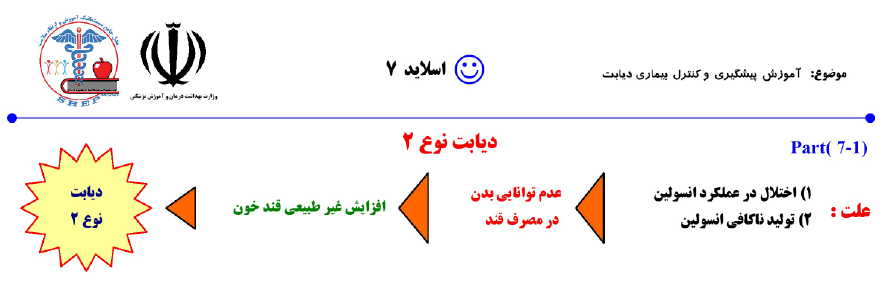 موضوع: آموزش پیشگیری و کنترل بیماری دیابت
اسلاید ۷
وزارت بهداشت درمان و آموزش پزشکی
SHEP
دیابت نوع ۲
Part( 7-1)
علت :
۱) اختلال در عملکرد انسولین
۲) تولید ناکافی انسولین
عدم توانایی بدن
در مصرف قند
افزایش غیر طبیعی قند خون
دیابت
نوع ۲